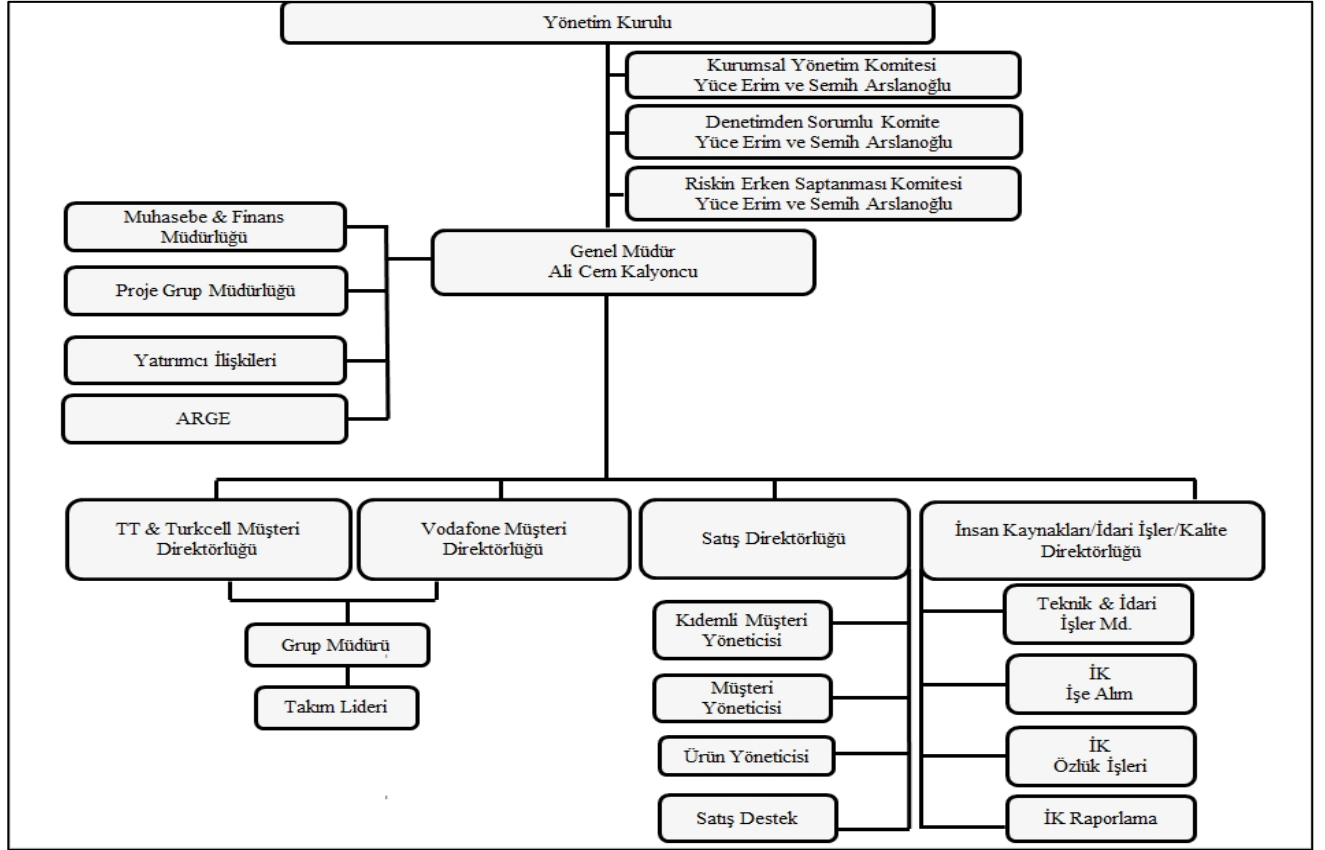 Yönetim Kurulu
Kurumsal Yönetim Komitesi
Yüce Erim ve Semih Arslanoğlu
Denetimden Sorumlu Komite
Yüce Erim ve Semih Arslanoğlu
Riskin Erken Saptanması Komitesi
Yüce Erim ve Semih Arslanoğlu
Muhasebe & Finans
Müdürlüğü
Proje Grup Müdürlüğü
Yatırımcı İlişkileri
ARGE
Genel Müdür
Ali Cem Kalyoncu
TT & Turkcell Müşteri
Direktörlüğü
Vodafone Müşteri
Direktörlüğü
Satış Direktörlüğü
İnsan Kaynakları/İdari İşler/Kalite
Direktörlüğü
Grup Müdürü
Takım Lideri
Kıdemli Müşteri
Yöneticisi
Müşteri
Yöneticisi
Ürün Yöneticisi
Satış Destek
Teknik & İdari
İşler Md.
İK
İşe Alım
İK
Özlük İşleri
İK Raporlama